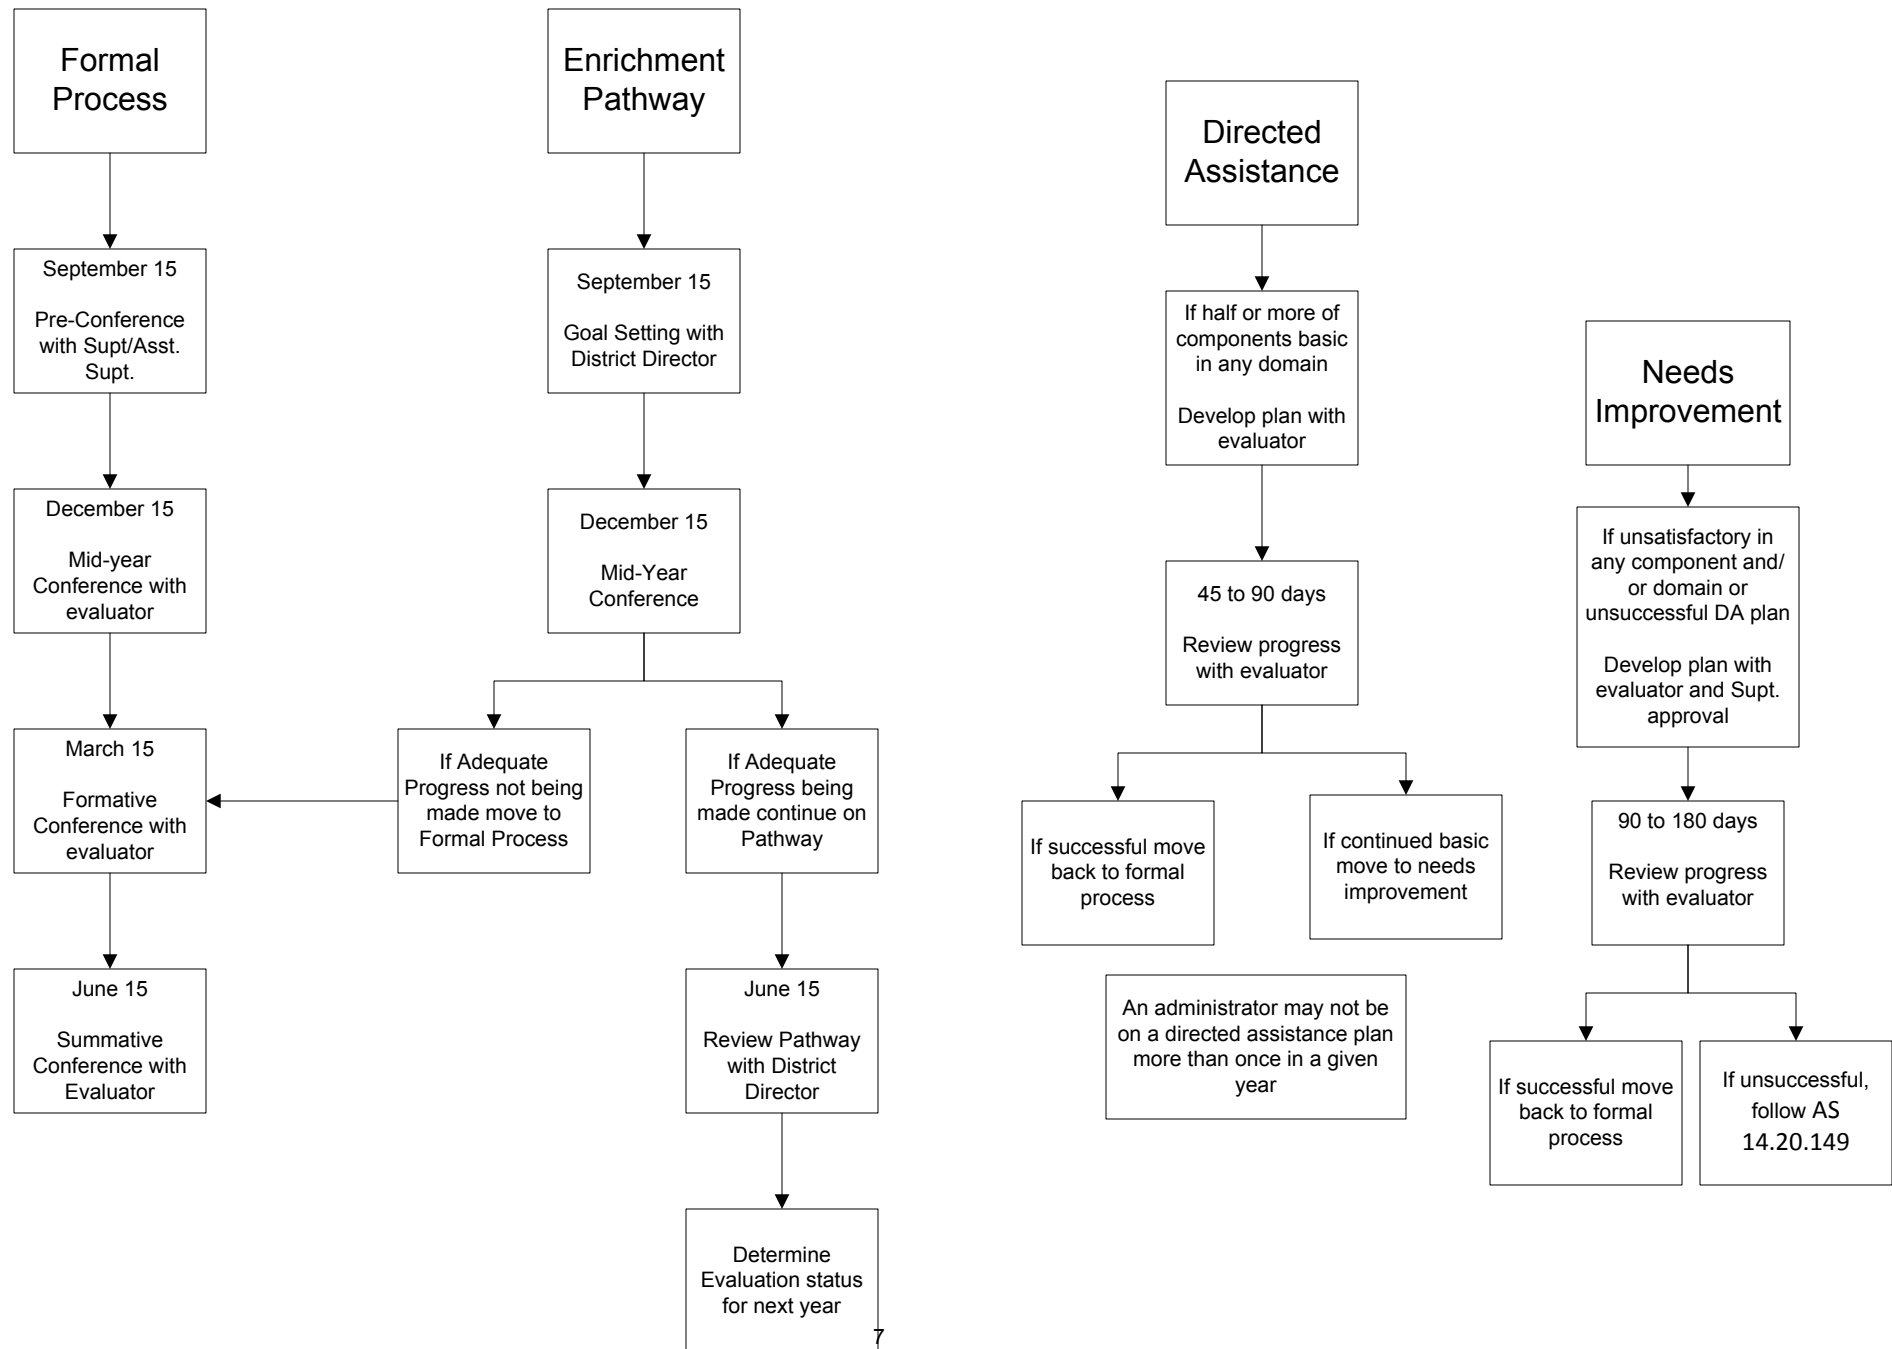 Formal
Process
September 15
Pre-Conference
with Supt/Asst.
Supt.
December 15
Mid-year
Conference with
evaluator
March 15
Formative
Conference with
evaluator
June 15
Summative
Conference with
Evaluator
Enrichment
Pathway
September 15
Goal Setting with
District Director
December 15
Mid-Year
Conference
If Adequate
Progress not being
made move to
Formal Process
If Adequate
Progress being
made continue on
Pathway
June 15
Review Pathway
with District
Director
Determine
Evaluation status
for next year
Directed
Assistance
If half or more of
components basic
in any domain
Develop plan with
evaluator
45 to 90 days
Review progress
with evaluator
If successful move
back to formal
process
If continued basic
move to needs
improvement
An administrator may not be
on a directed assistance plan
more than once in a given
year
Needs
Improvement
If unsatisfactory in
any component and/
or domain or
unsuccessful DA plan
Develop plan with
evaluator and Supt.
approval
90 to 180 days
Review progress
with evaluator
If successful move
back to formal
process
If unsuccessful,
follow AS
14.20.149
7